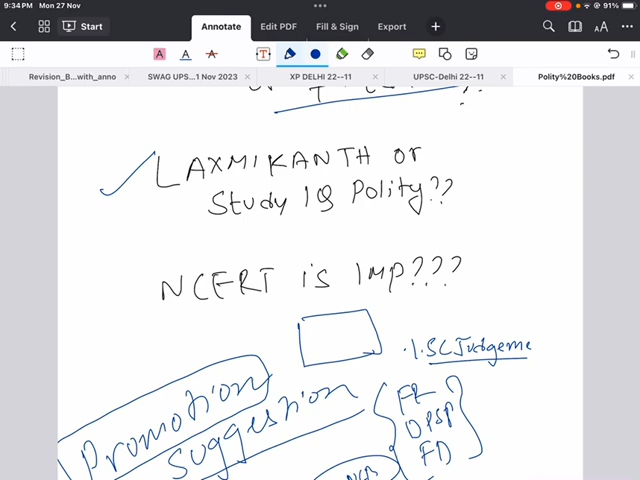 9:34 PM Mon 27 Nov
91%
Start
Annotate Edit PDF Fill & Sign Export
AA
A A A T
Revision_B...with_anno SWAG UPS...1 Nov 2023 XP DELHI 22--11 UPSC-Delhi 22--11 Polity%20Books.pdf
LAXMIKANTH or
Study IQ Polity??
NCERT is IMP???
.1.SC Judgeme
Promotion
Suggestion
FR
DPSP
FD